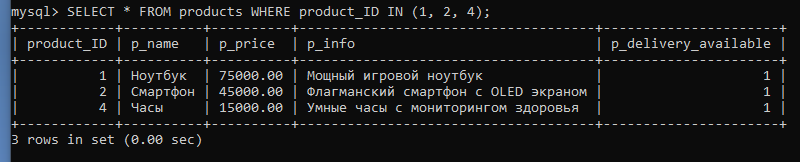 mysql> SELECT * FROM products WHERE product_ID IN (1, 2, 4);
+------------+----------+----------+-----------------------------------+----------------------+
| product_ID | p_name | p_price | p_info | p_delivery_available |
+------------+----------+----------+-----------------------------------+----------------------+
| 1 | Ноутбук | 75000.00 | Мощный игровой ноутбук | 1 |
| 2 | Смартфон | 45000.00 | Флагманский смартфон с OLED экраном | 1 |
| 4 | Часы | 15000.00 | Умные часы с мониторингом здоровья | 1 |
+------------+----------+----------+-----------------------------------+----------------------+
3 rows in set (0.00 sec)